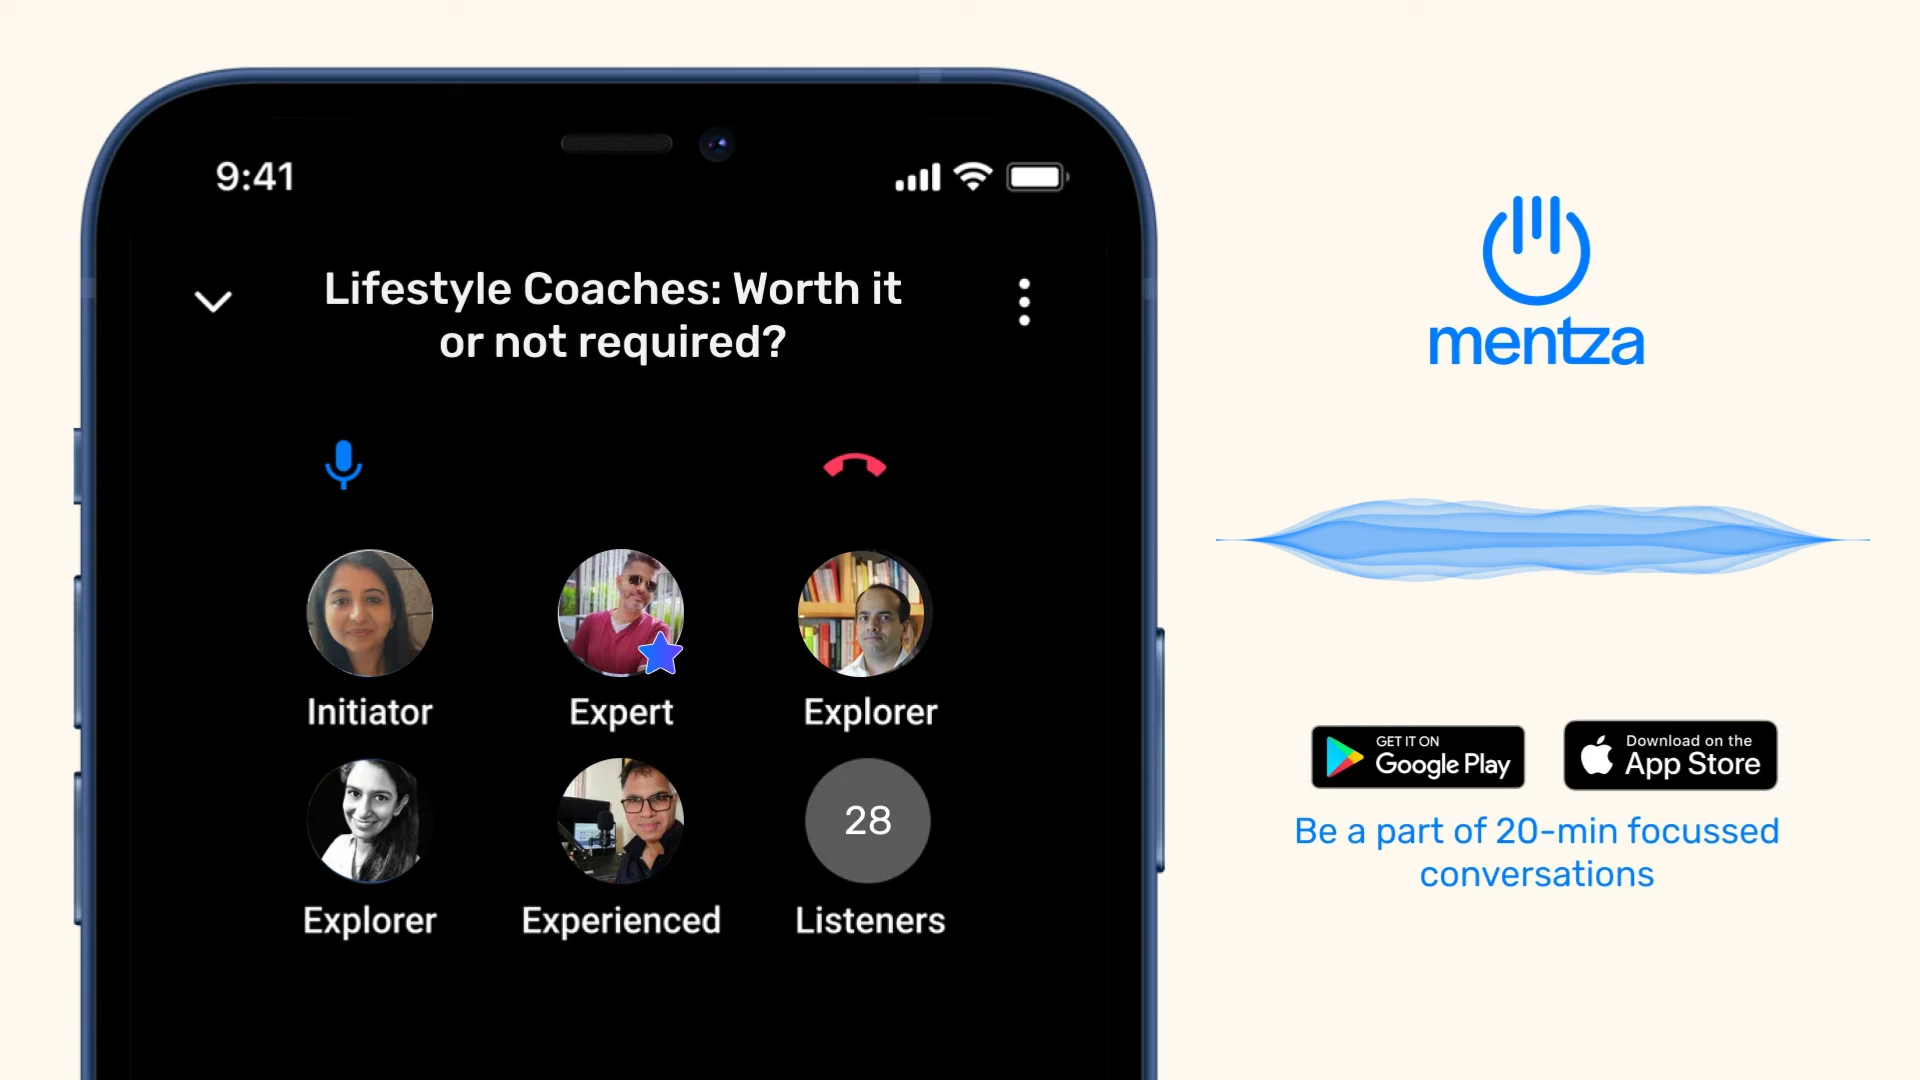 9:41
Lifestyle Coaches: Worth it
or not required?
Initiator
Expert
Explorer
Explorer
Experienced
28
Listeners
mentza
GET IT ON
Google Play
Download on the
App Store
Be a part of 20-min focussed
conversations